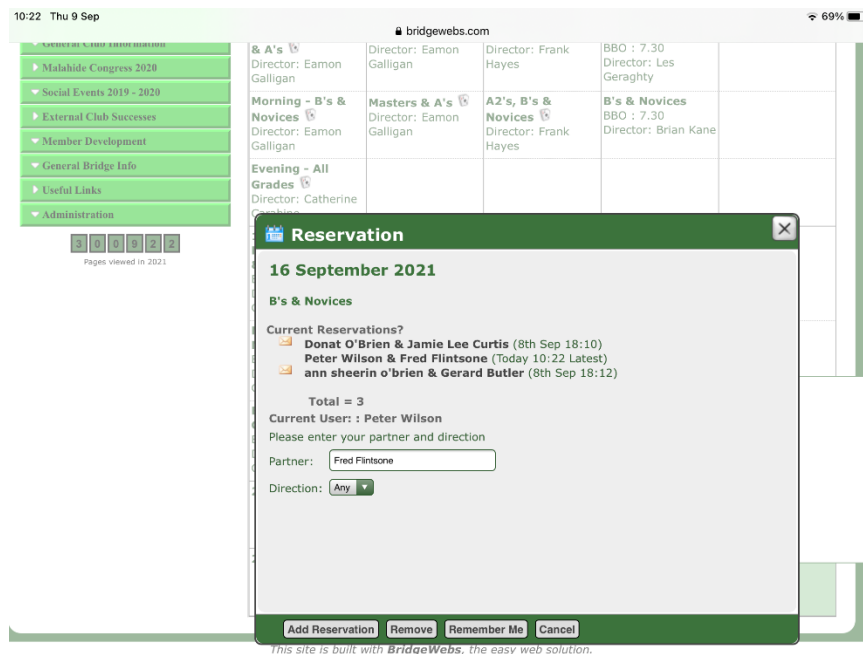 10:22 Thu 9 Sep
69%
bridgewebs.com
General Club Information
Malahide Congress 2020
Social Events 2019 - 2020
External Club Successes
Member Development
General Bridge Info
Useful Links
Administration
3 0 0 9 2 2
Pages viewed in 2021
& A's
Director: Eamon
Galligan
Director: Eamon
Galligan
Director: Frank
Hayes
BBO : 7.30
Director: Les
Geraghty
Morning - B's &
Novices
Director: Eamon
Galligan
Masters & A's
Director: Eamon
Galligan
A2's, B's &
Novices
Director: Frank
Hayes
B's & Novices
BBO : 7.30
Director: Brian Kane
Evening - All
Grades
Director: Catherine
Reservation
16 September 2021
B's & Novices
Current Reservations?
Donat O'Brien & Jamie Lee Curtis (8th Sep 18:10)
Peter Wilson & Fred Flintsone (Today 10:22 Latest)
ann sheerin o'brien & Gerard Butler (8th Sep 18:12)
Total = 3
Current User: : Peter Wilson
Please enter your partner and direction
Partner: Fred Flintsone
Direction: Any
Add Reservation Remove Remember Me Cancel
This site is built with BridgeWebs, the easy web solution.